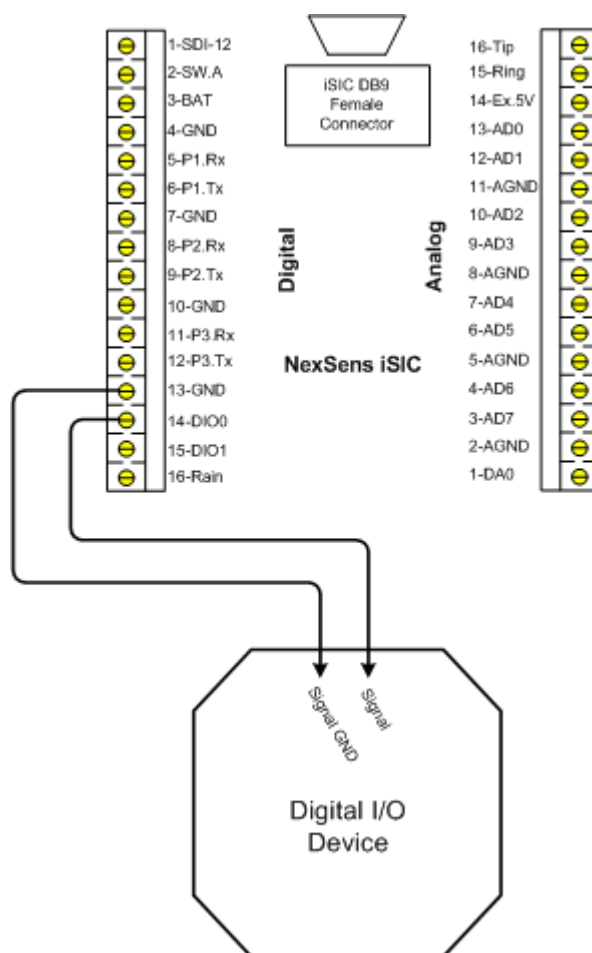 1-SDI-12
2-SW.A
3-BAT
4-GND
5-P1.Rx
6-P1.Tx
7-GND
8-P2.Rx
9-P2.Tx
10-GND
11-P3.Rx
12-P3.Tx
13-GND
14-DIO0
15-DIO1
16-Rain
iSIC DB9
Female
Connector
Digital
Analog
NexSens iSIC
16-Tip
15-Ring
14-Ex.5V
13-AD0
12-AD1
11-AGND
10-AD2
9-AD3
8-AGND
7-AD4
6-AD5
5-AGND
4-AD6
3-AD7
2-AGND
1-DA0
Signal GND
Signal
Digital I/O
Device